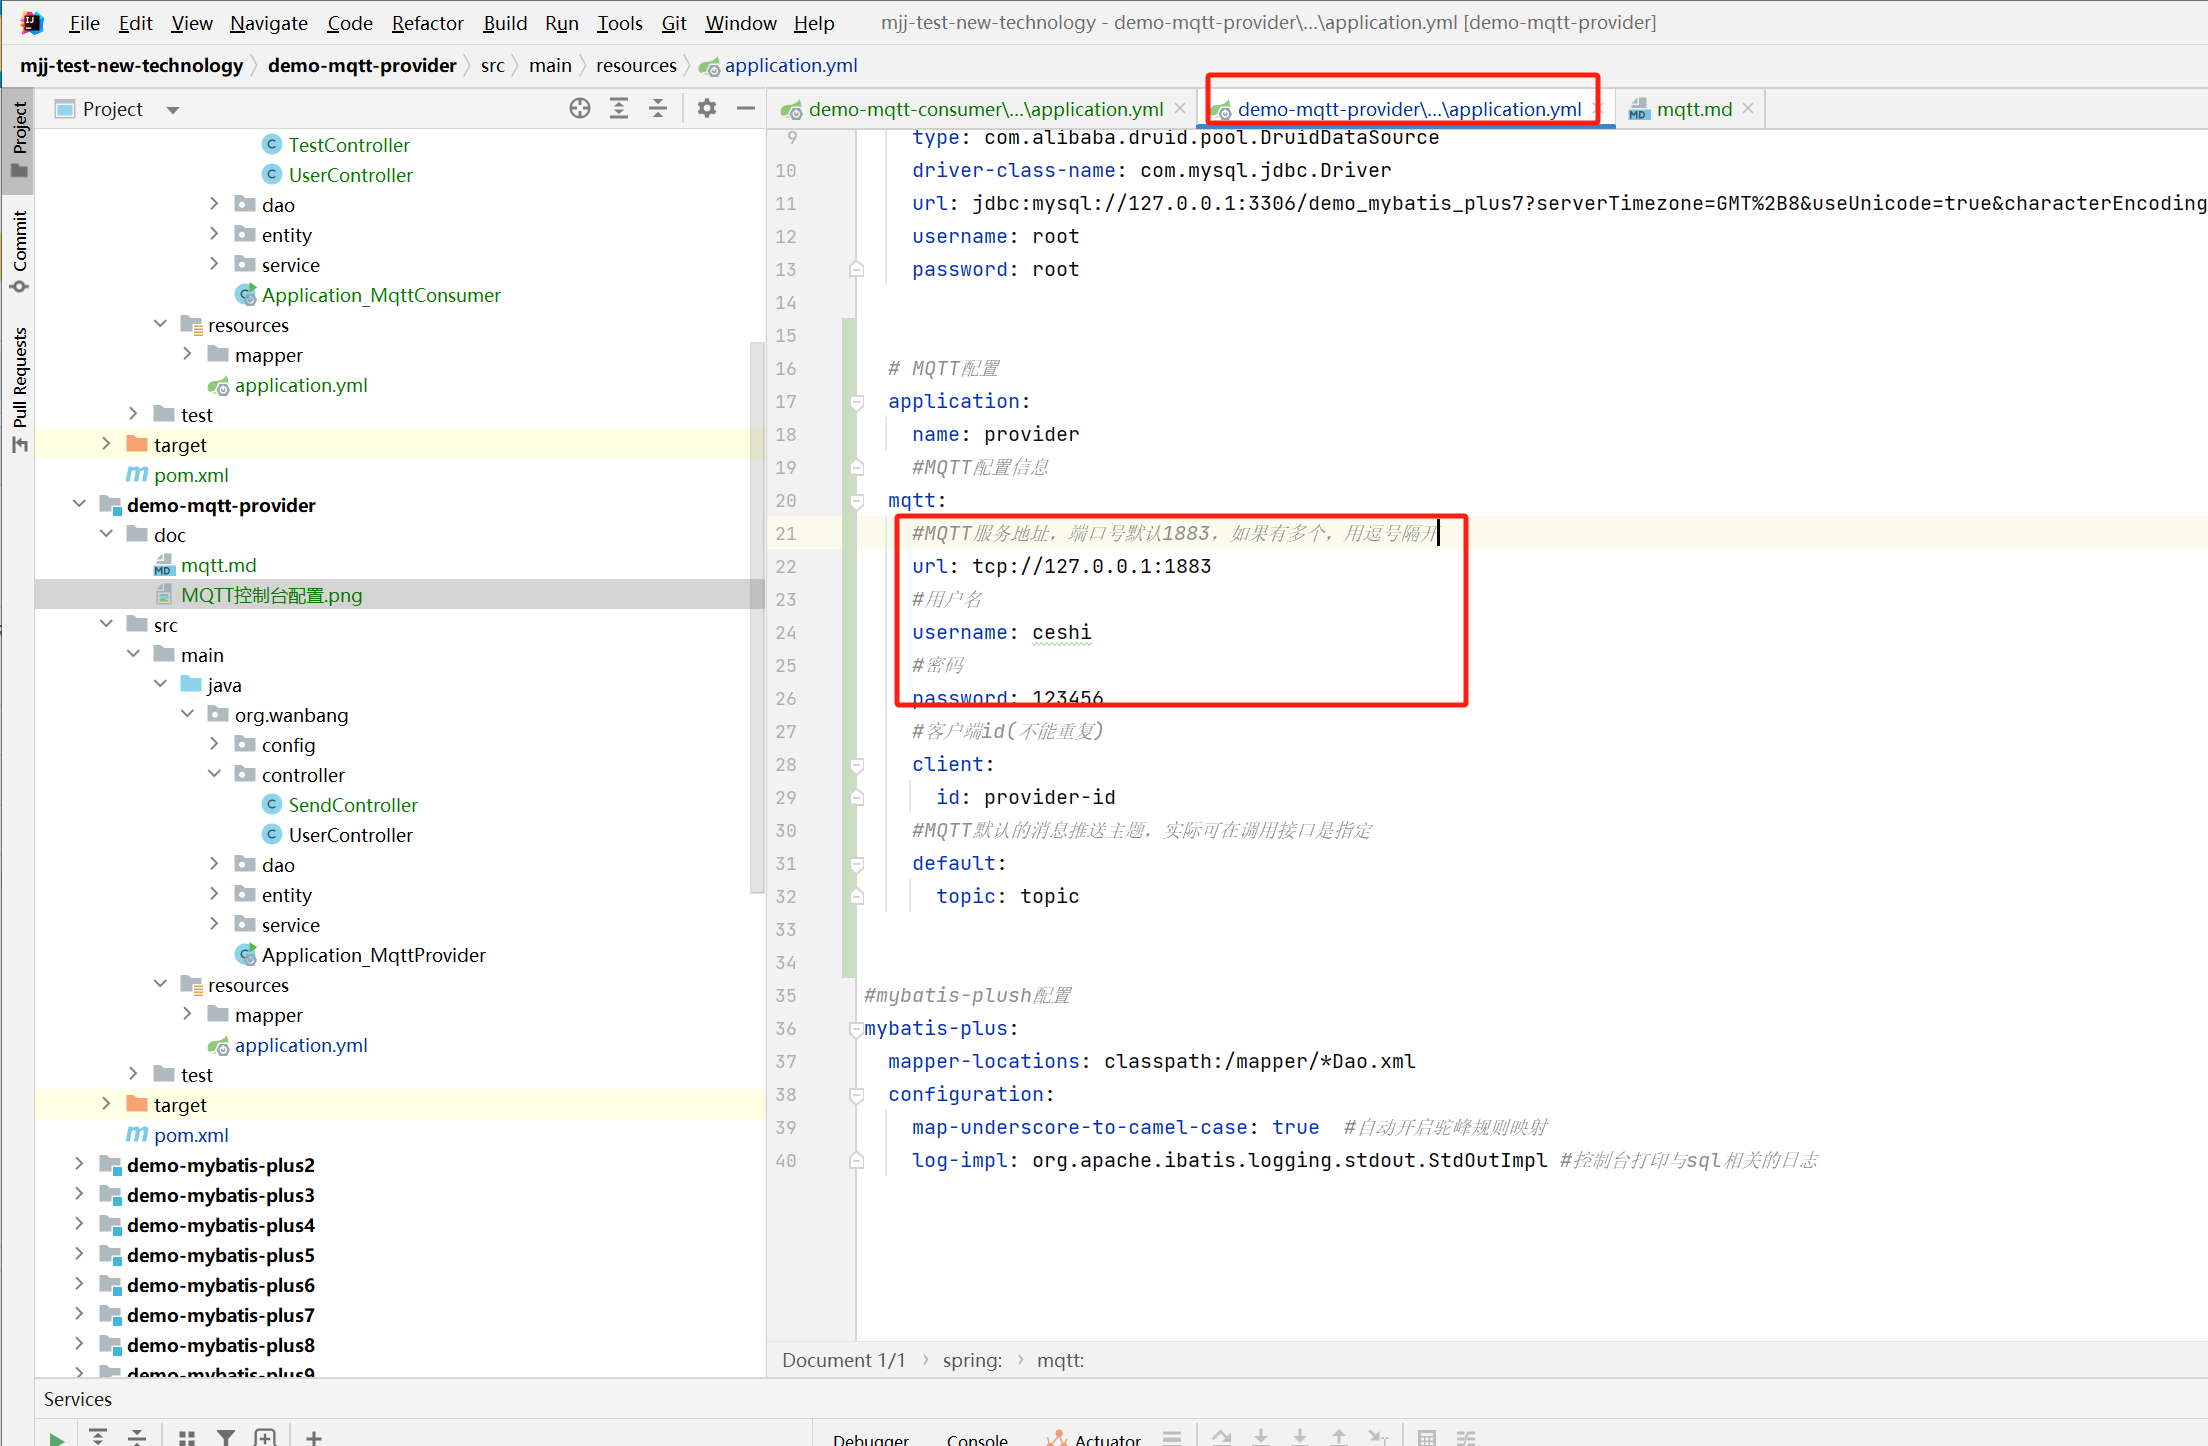 File Edit View Navigate Code Refactor Build Run Tools Git Window Help mjj-test-new-technology - demo-mqtt-provider\...\application.yml [demo-mqtt-provider]
mjj-test-new-technology demo-mqtt-provider src main resources application.yml
Project
Commit
Pull Requests
Project
TestController
UserController
dao
entity
service
Application_MqttConsumer
resources
mapper
application.yml
test
target
pom.xml
demo-mqtt-provider
doc
mqtt.md
MQTT控制台配置.png
src
main
java
org.wanbang
config
controller
SendController
UserController
dao
entity
service
Application_MqttProvider
resources
mapper
application.yml
test
target
pom.xml
demo-mybatis-plus2
demo-mybatis-plus3
demo-mybatis-plus4
demo-mybatis-plus5
demo-mybatis-plus6
demo-mybatis-plus7
demo-mybatis-plus8
demo-mybatis-plus9
demo-mqtt-consumer\...\application.yml demo-mqtt-provider\...\application.yml mqtt.md
9 type: com.alibaba.druid.pool.DruidDataSource
10 driver-class-name: com.mysql.jdbc.Driver
11 url: jdbc:mysql://127.0.0.1:3306/demo_mybatis_plus7?serverTimezone=GMT%2B8&useUnicode=true&characterEncoding
12 username: root
13 password: root
14
15
16 # MQTT配置
17 application:
18 name: provider
19 #MQTT配置信息
20 mqtt:
21 #MQTT服务地址，端口号默认1883，如果有多个，用逗号隔开
22 url: tcp://127.0.0.1:1883
23 #用户名
24 username: ceshi
25 #密码
26 password: 123456
27 #客户端id(不能重复)
28 client:
29 id: provider-id
30 #MQTT默认的消息推送主题，实际可在调用接口是指定
31 default:
32 topic: topic
33
34
35 #mybatis-plush配置
36 mybatis-plus:
37 mapper-locations: classpath:/mapper/*Dao.xml
38 configuration:
39 map-underscore-to-camel-case: true #自动开启驼峰规则映射
40 log-impl: org.apache.ibatis.logging.stdout.StdOutImpl #控制台打印与sql相关的日志
Document 1/1 spring: mqtt:
Services
Debugger Console Actuator